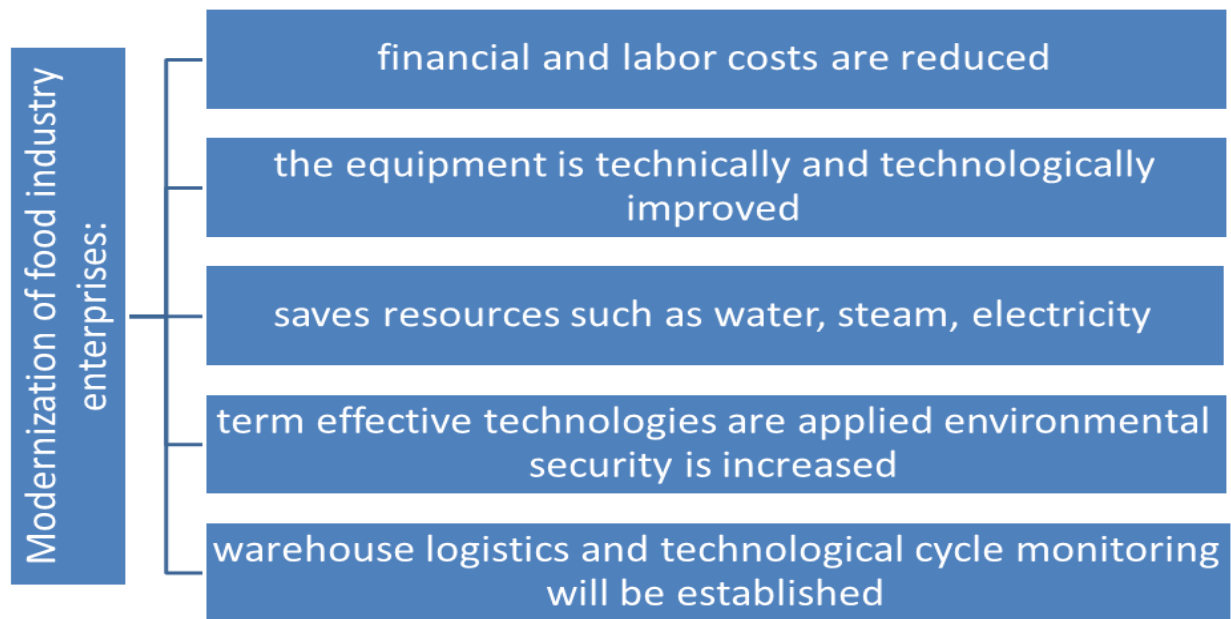 Modernization of food industry
enterprises:
financial and labor costs are reduced
the equipment is technically and technologically
improved
saves resources such as water, steam, electricity
term effective technologies are applied environmental
security is increased
warehouse logistics and technological cycle monitoring
will be established